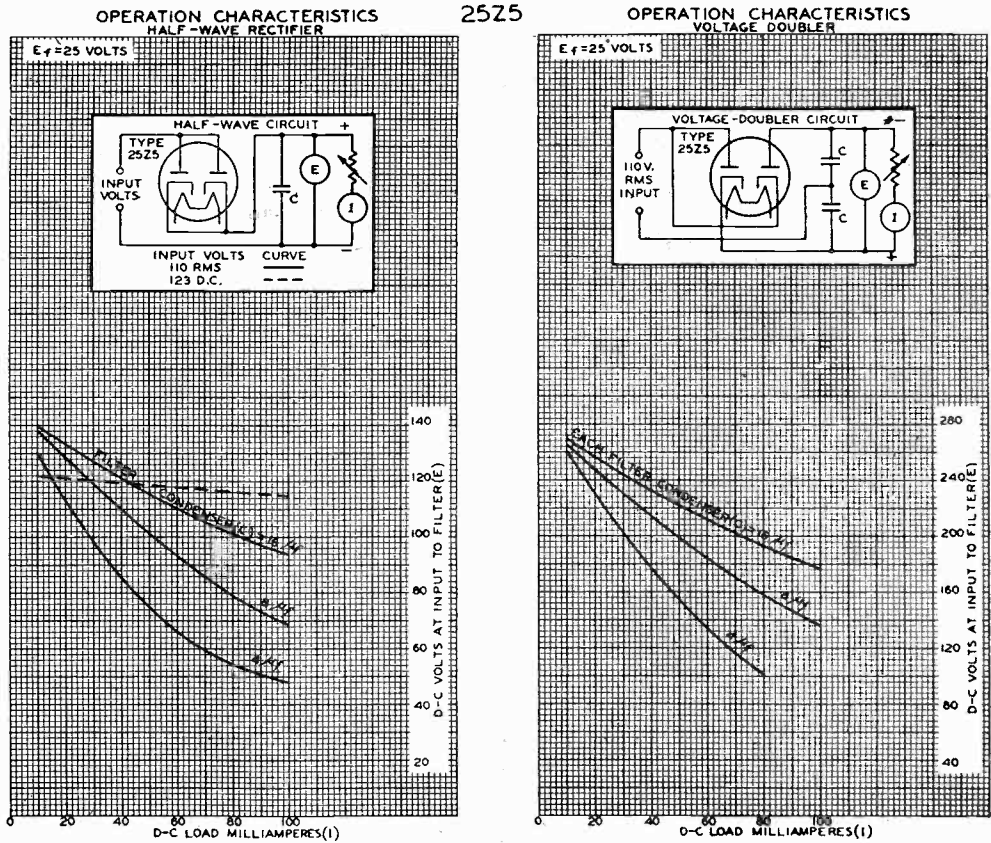 25Z5
OPERATION CHARACTERISTICS
HALF-WAVE RECTIFIER
Ef=25 VOLTS
HALF-WAVE CIRCUIT
+
TYPE
25Z5
INPUT
VOLTS
E
C
I
−
INPUT VOLTS CURVE
110 RMS
123 D.C.
FILTER CONDENSER(C)=16 μf
8 μf
4 μf
140
120
100
80
60
40
20
D-C VOLTS AT INPUT TO FILTER(E)
0 20 40 60 80 100
D-C LOAD MILLIAMPERES(I)
OPERATION CHARACTERISTICS
VOLTAGE DOUBLER
Ef=25 VOLTS
VOLTAGE-DOUBLER CIRCUIT
−
TYPE
25Z5
110V.
RMS
INPUT
C
E
C
I
+
EACH FILTER CONDENSER(C)=16 μf
8 μf
4 μf
280
240
200
160
120
80
40
D-C VOLTS AT INPUT TO FILTER(E)
0 20 40 60 80 100
D-C LOAD MILLIAMPERES(I)